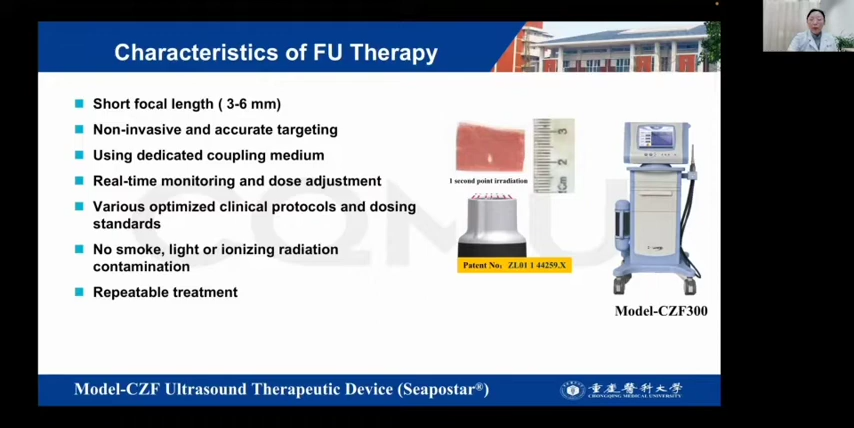 Characteristics of FU Therapy
Short focal length ( 3-6 mm)
Non-invasive and accurate targeting
Using dedicated coupling medium
Real-time monitoring and dose adjustment
Various optimized clinical protocols and dosing
standards
No smoke, light or ionizing radiation
contamination
Repeatable treatment
3
2
1 second point irradiation
Patent No: ZL01 1 44259.X
Model-CZF300
CQMU
Model-CZF Ultrasound Therapeutic Device (Seapostar®)
重庆医科大学
CHONGQING MEDICAL UNIVERSITY